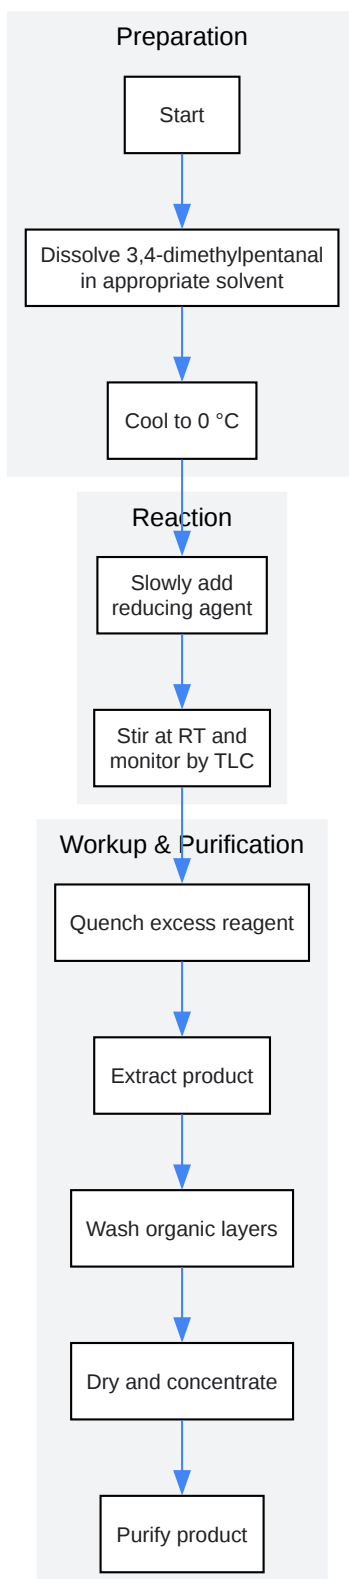 Preparation
Start
Dissolve 3,4-dimethylpentanal
in appropriate solvent
Cool to 0 °C
Reaction
Slowly add
reducing agent
Stir at RT and
monitor by TLC
Workup & Purification
Quench excess reagent
Extract product
Wash organic layers
Dry and concentrate
Purify product